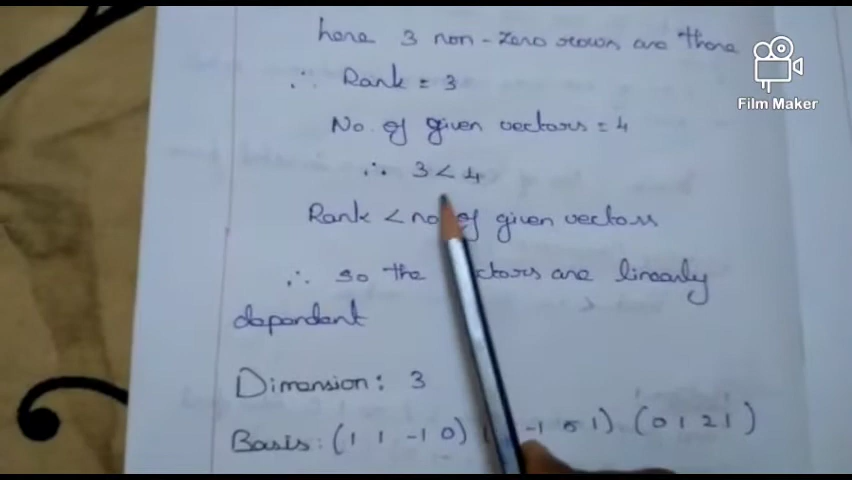 here 3 non-zero rows are there
∴ Rank = 3
Film Maker
No. of given vectors = 4
∴ 3 < 4
Rank < no. of given vectors
∴ so the vectors are linearly
dependent
Dimension: 3
Basis: (1 1 -1 0) -1 0 1) (0 1 2 1)